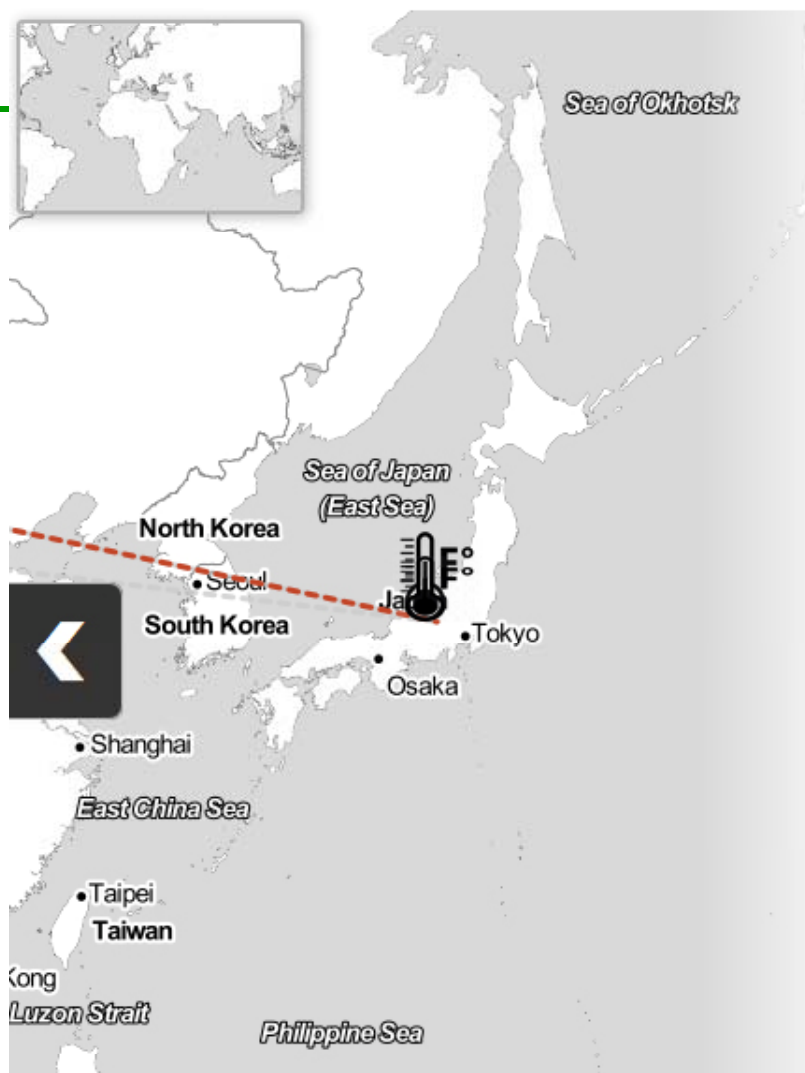 Sea of Okhotsk
Sea of Japan
(East Sea)
North Korea
F°
F°
Seoul
Ja
South Korea
Tokyo
Osaka
Shanghai
East China Sea
Taipei
Taiwan
Kong
Luzon Strait
Philippine Sea